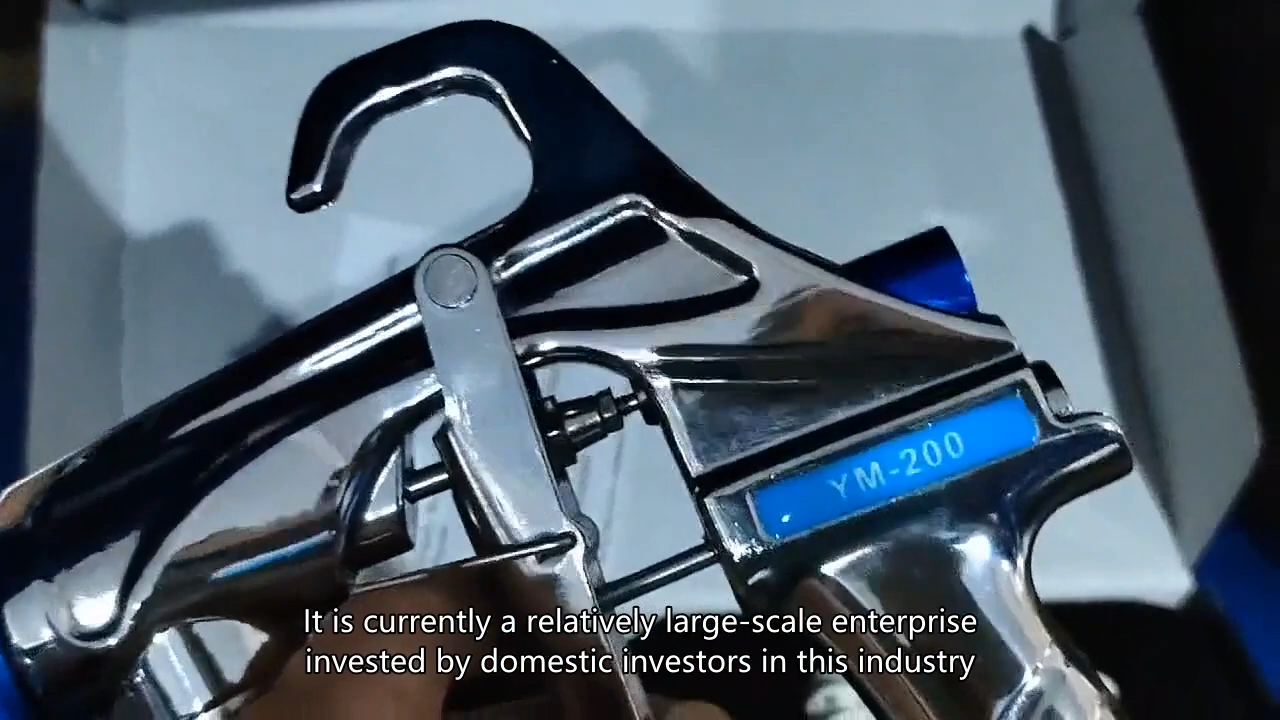 YM-200
It is currently a relatively large-scale enterprise
invested by domestic investors in this industry